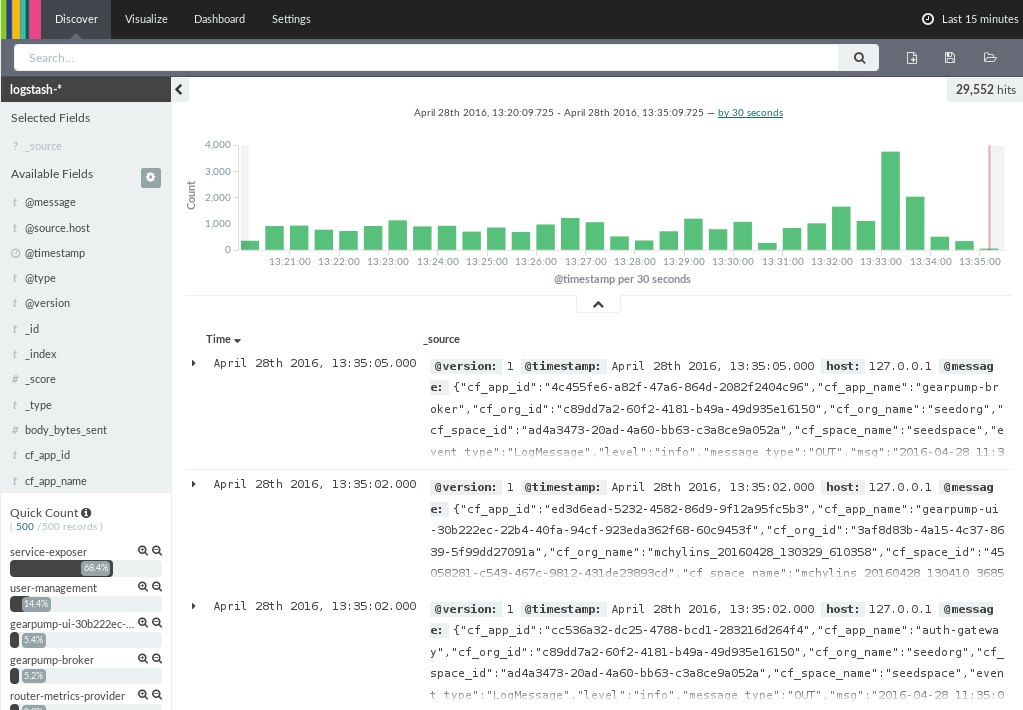 Discover Visualize Dashboard Settings Last 15 minutes
Search...
logstash-*
29,552 hits
Selected Fields
? _source
Available Fields
t @message
t @source.host
@timestamp
t @type
t @version
t _id
t _index
# _score
t _type
# body_bytes_sent
t cf_app_id
t cf_app_name
Quick Count
( 500 /500 records )
service-exposer
68.4%
user-management
14.4%
gearpump-ui-30b222ec-...
5.4%
gearpump-broker
5.2%
router-metrics-provider
April 28th 2016, 13:20:09.725 - April 28th 2016, 13:35:09.725 — by 30 seconds
Count
4,000
3,000
2,000
1,000
0
13:21:00 13:22:00 13:23:00 13:24:00 13:25:00 13:26:00 13:27:00 13:28:00 13:29:00 13:30:00 13:31:00 13:32:00 13:33:00 13:34:00 13:35:00
@timestamp per 30 seconds
Time _source
April 28th 2016, 13:35:05.000 @version: 1 @timestamp: April 28th 2016, 13:35:05.000 host: 127.0.0.1 @messag
e: {"cf_app_id":"4c455fe6-a82f-47a6-864d-2082f2404c96","cf_app_name":"gearpump-br
oker","cf_org_id":"c89dd7a2-60f2-4181-b49a-49d935e16150","cf_org_name":"seedorg","
cf_space_id":"ad4a3473-20ad-4a60-bb63-c3a8ce9a052a","cf_space_name":"seedspace","e
vent_type":"LogMessage","level":"info","message_type":"OUT","msg":"2016-04-28 11:3
April 28th 2016, 13:35:02.000 @version: 1 @timestamp: April 28th 2016, 13:35:02.000 host: 127.0.0.1 @messag
e: {"cf_app_id":"ed3d6ead-5232-4582-86d9-9f12a95fc5b3","cf_app_name":"gearpump-ui
-30b222ec-22b4-40fa-94cf-923eda362f68-60c9453f","cf_org_id":"3af8d83b-4a15-4c37-86
39-5f99dd27091a","cf_org_name":"mchylins_20160428_130329_610358","cf_space_id":"45
058281-c543-467c-9812-431de23893cd","cf_space_name":"mchylins_20160428_130410_3685
April 28th 2016, 13:35:02.000 @version: 1 @timestamp: April 28th 2016, 13:35:02.000 host: 127.0.0.1 @messag
e: {"cf_app_id":"cc536a32-dc25-4788-bcd1-283216d264f4","cf_app_name":"auth-gatewa
y","cf_org_id":"c89dd7a2-60f2-4181-b49a-49d935e16150","cf_org_name":"seedorg","cf_
space_id":"ad4a3473-20ad-4a60-bb63-c3a8ce9a052a","cf_space_name":"seedspace","even
t_type":"LogMessage","level":"info","message_type":"OUT","msg":"2016-04-28 11:35:0